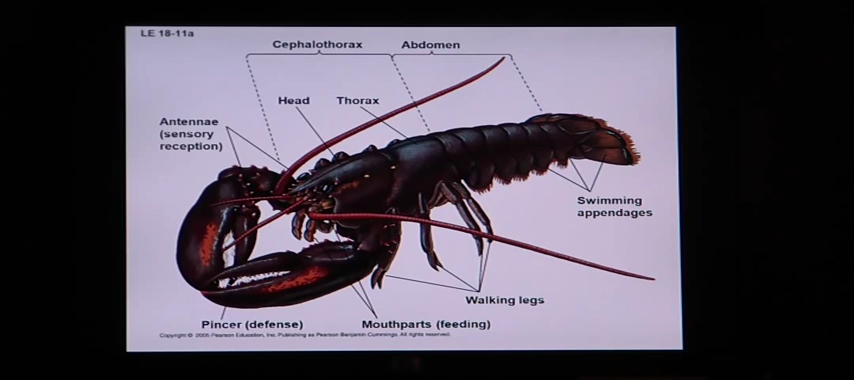 LE 18-11a
Cephalothorax
Abdomen
Head
Thorax
Antennae
(sensory
reception)
Swimming
appendages
Walking legs
Pincer (defense)
Mouthparts (feeding)
Copyright © 2005 Pearson Education, Inc. Publishing as Pearson Benjamin Cummings. All rights reserved.